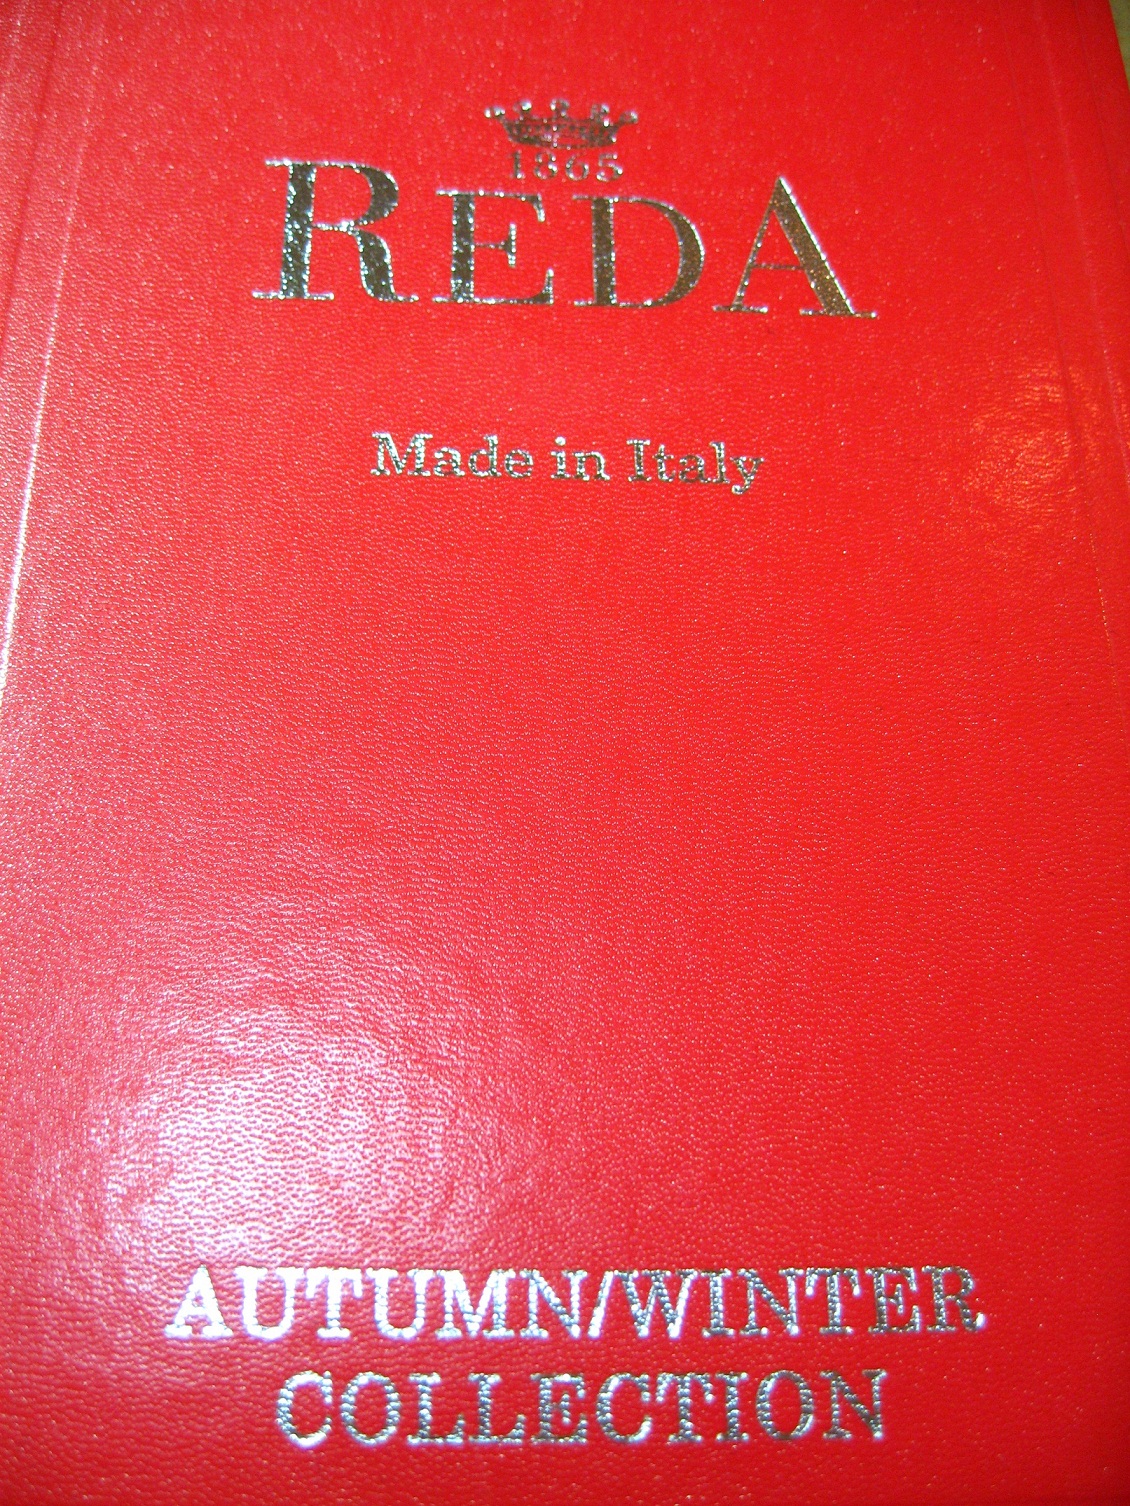 1865
REDA
Made in Italy
AUTUMN/WINTER
COLLECTION